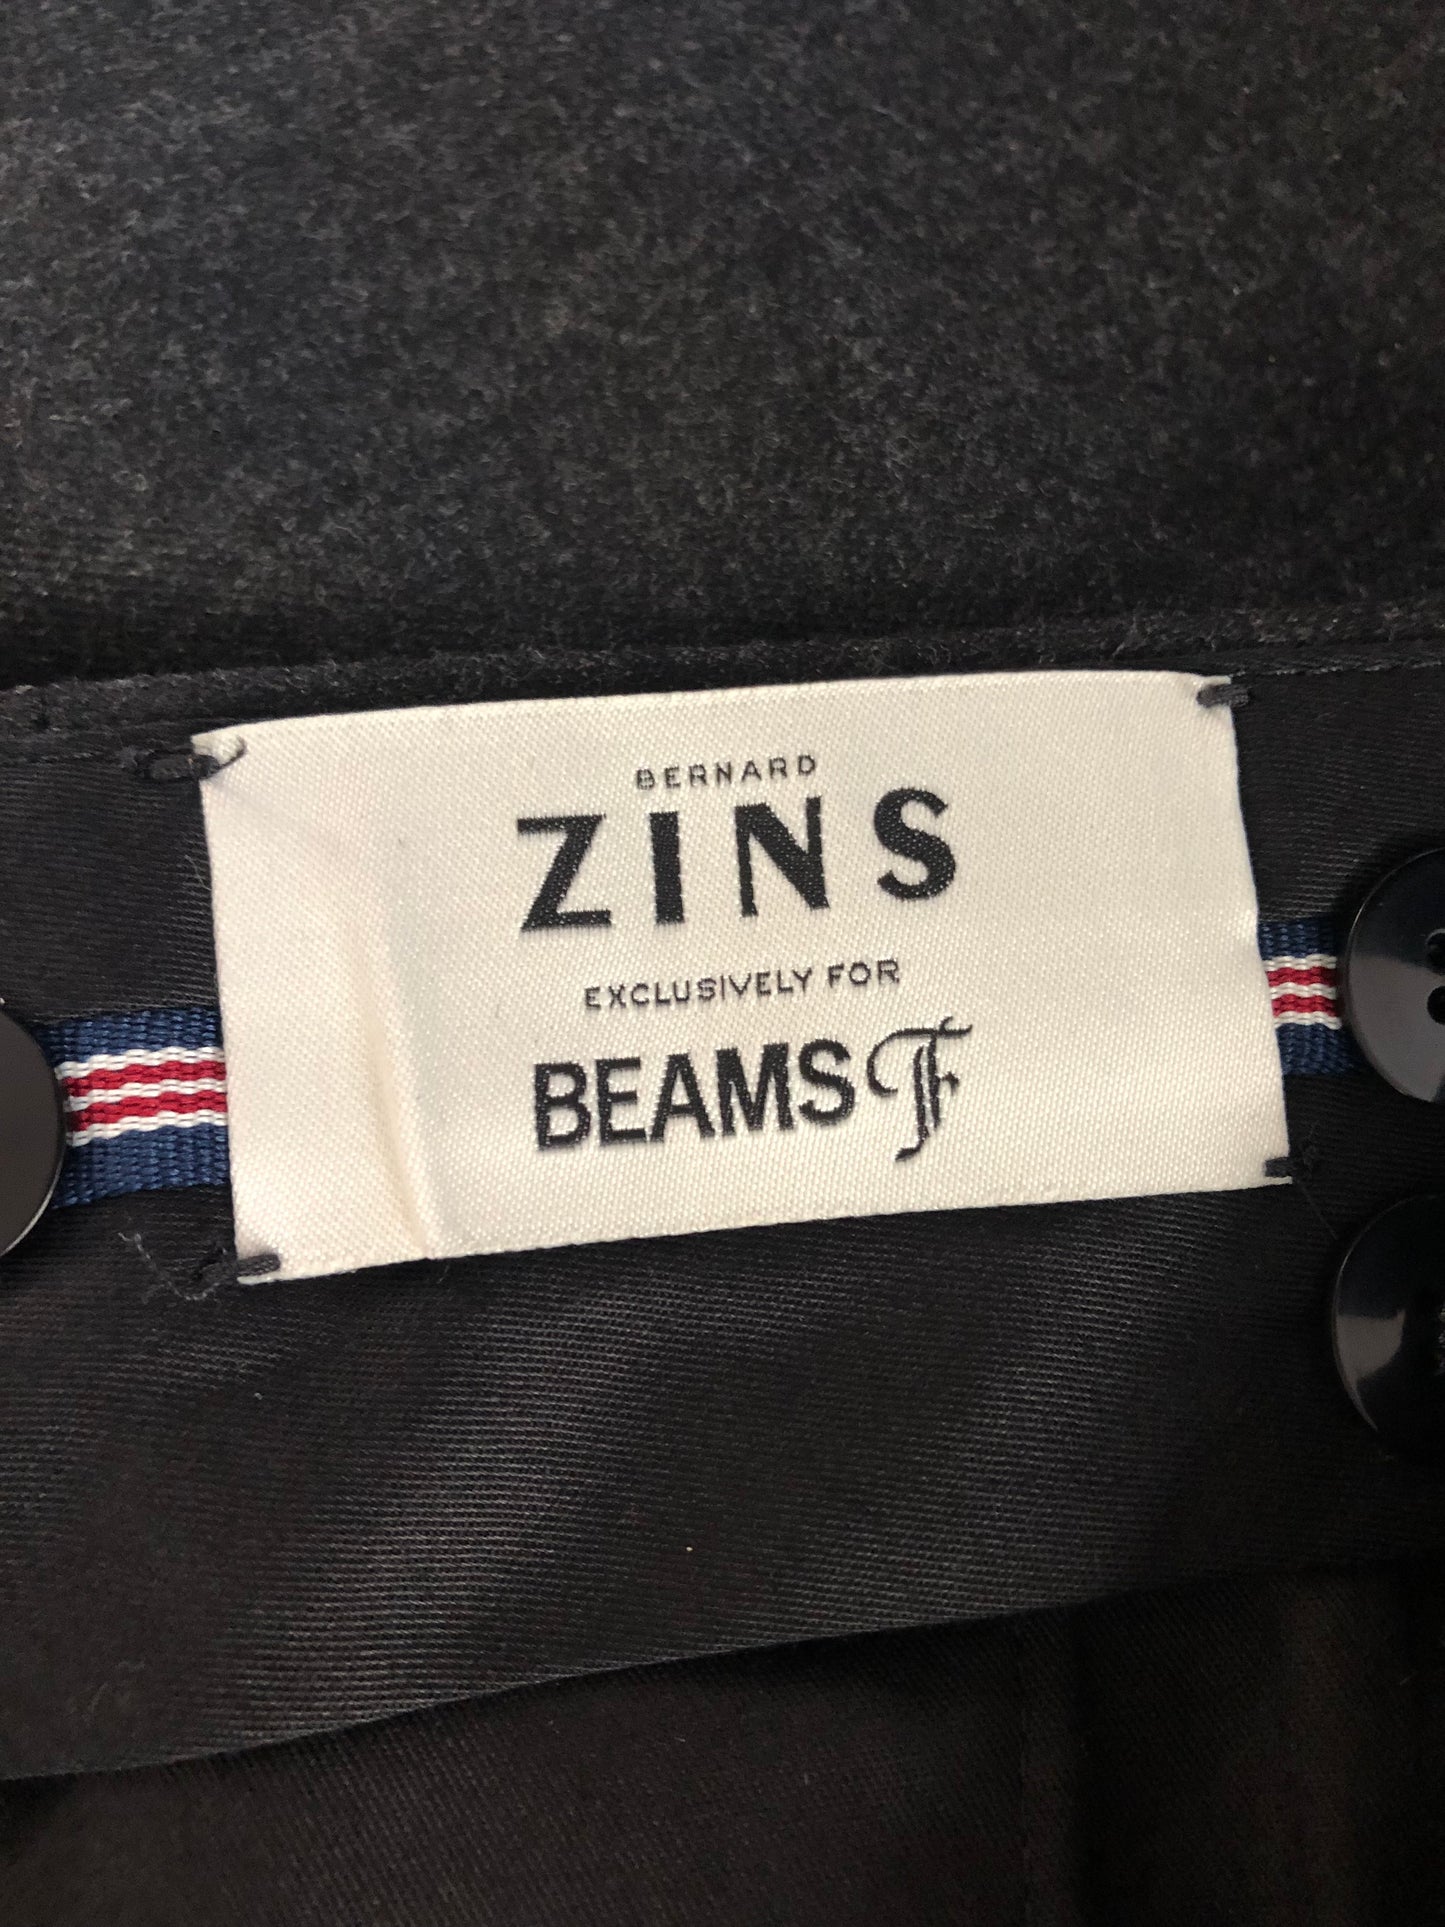 BERNARD
ZINS
EXCLUSIVELY FOR
BEAMS F